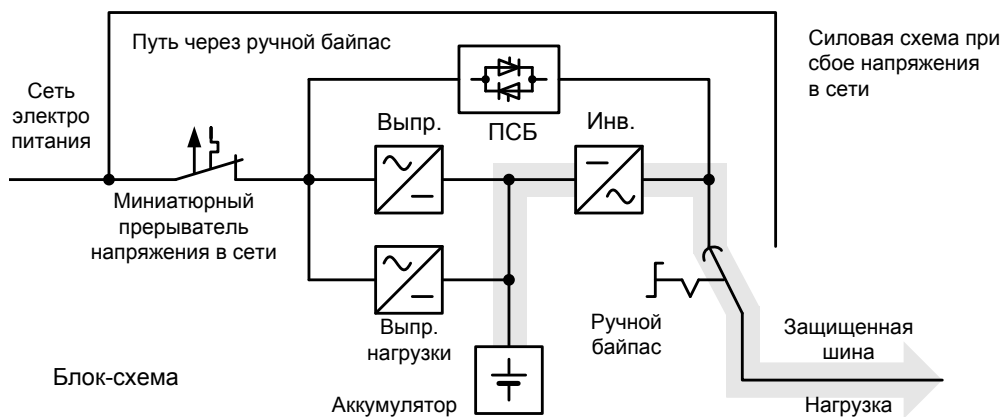 Путь через ручной байпас
Силовая схема при
сбое напряжения
в сети
Сеть
электро
питания
Выпр.
ПСБ
Инв.
Миниатюрный
прерыватель
напряжения в сети
Выпр.
нагрузки
Ручной
байпас
Защищенная
шина
Блок-схема
Аккумулятор
Нагрузка